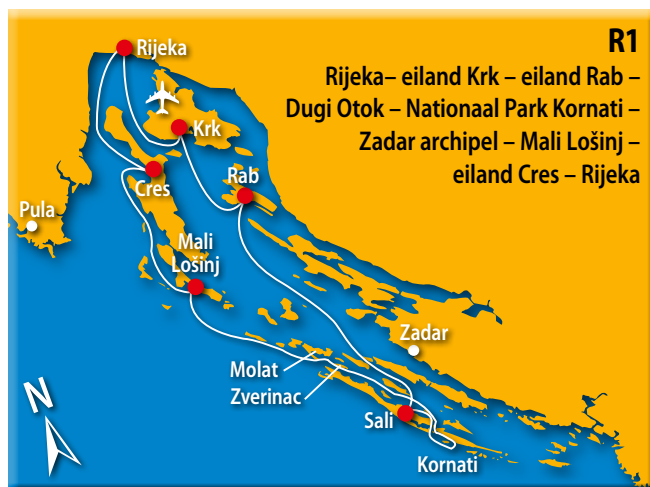 R1
Rijeka– eiland Krk – eiland Rab –
Dugi Otok – Nationaal Park Kornati –
Zadar archipel – Mali Lošinj –
eiland Cres – Rijeka
Rijeka
Krk
Cres
Rab
Pula
Mali
Lošinj
Zadar
Molat
Zverinac
Sali
Kornati
N